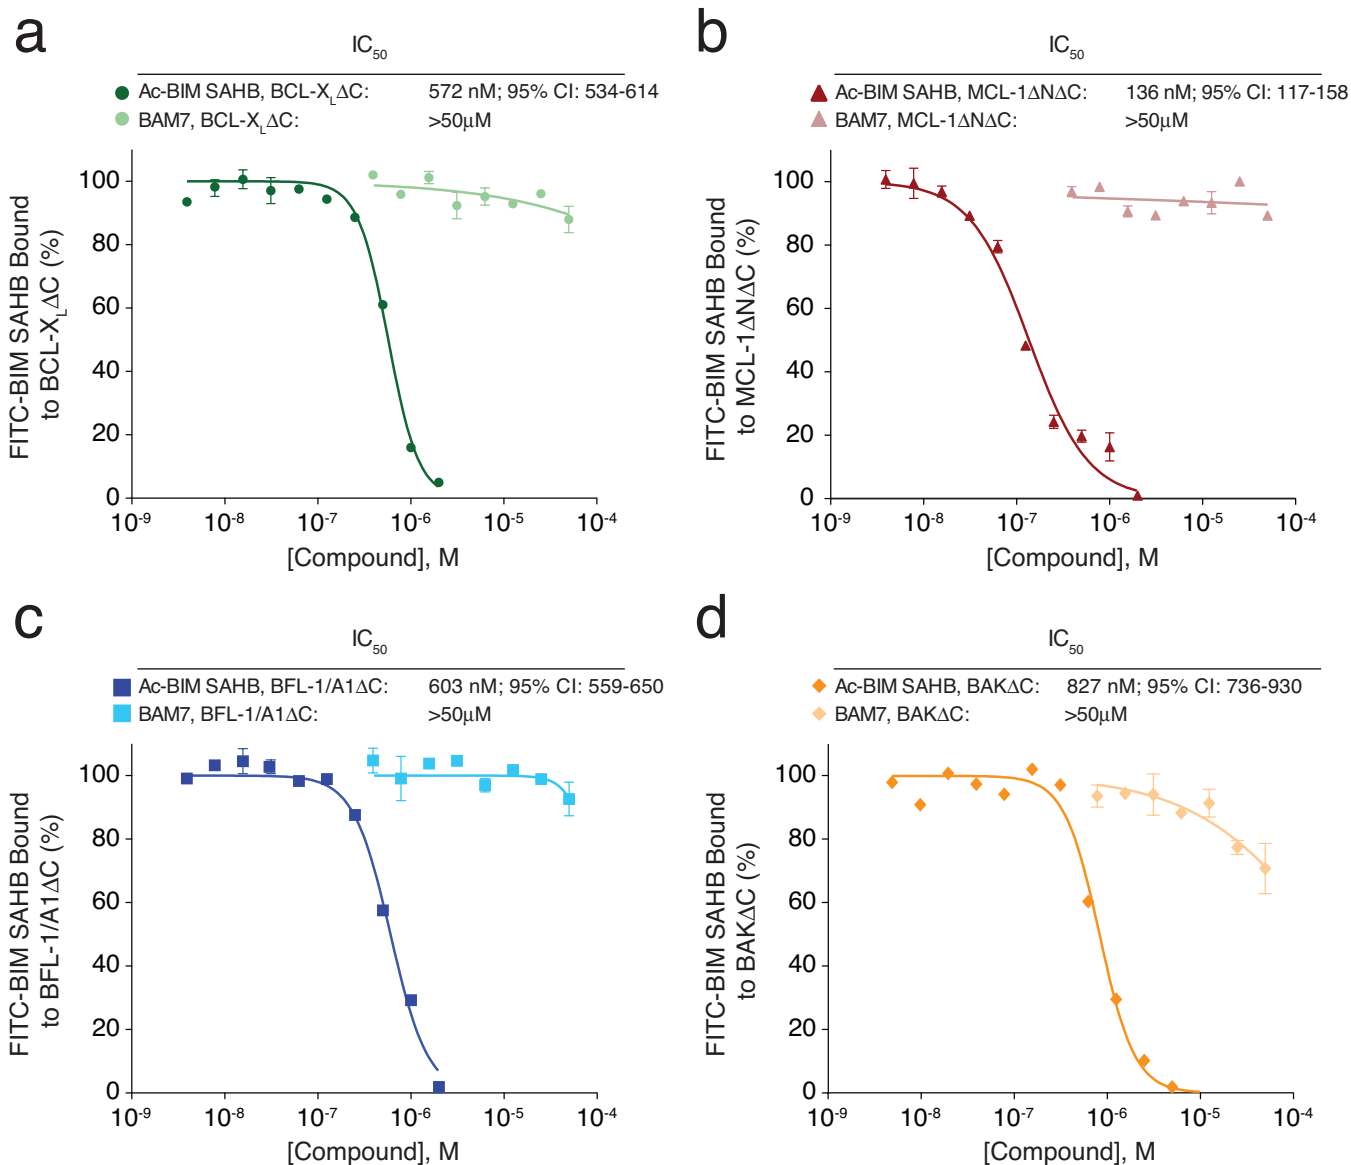 a
IC50
Ac-BIM SAHB, BCL-XLΔC: 572 nM; 95% CI: 534-614
BAM7, BCL-XLΔC: >50μM
FITC-BIM SAHB Bound
to BCL-XLΔC (%)
100
80
60
40
20
0
10-9 10-8 10-7 10-6 10-5 10-4
[Compound], M
b
IC50
Ac-BIM SAHB, MCL-1ΔNΔC: 136 nM; 95% CI: 117-158
BAM7, MCL-1ΔNΔC: >50μM
FITC-BIM SAHB Bound
to MCL-1ΔNΔC (%)
100
80
60
40
20
0
10-9 10-8 10-7 10-6 10-5 10-4
[Compound], M
c
IC50
Ac-BIM SAHB, BFL-1/A1ΔC: 603 nM; 95% CI: 559-650
BAM7, BFL-1/A1ΔC: >50μM
FITC-BIM SAHB Bound
to BFL-1/A1ΔC (%)
100
80
60
40
20
0
10-9 10-8 10-7 10-6 10-5 10-4
[Compound], M
d
IC50
Ac-BIM SAHB, BAKΔC: 827 nM; 95% CI: 736-930
BAM7, BAKΔC: >50μM
FITC-BIM SAHB Bound
to BAKΔC (%)
100
80
60
40
20
0
10-9 10-8 10-7 10-6 10-5 10-4
[Compound], M